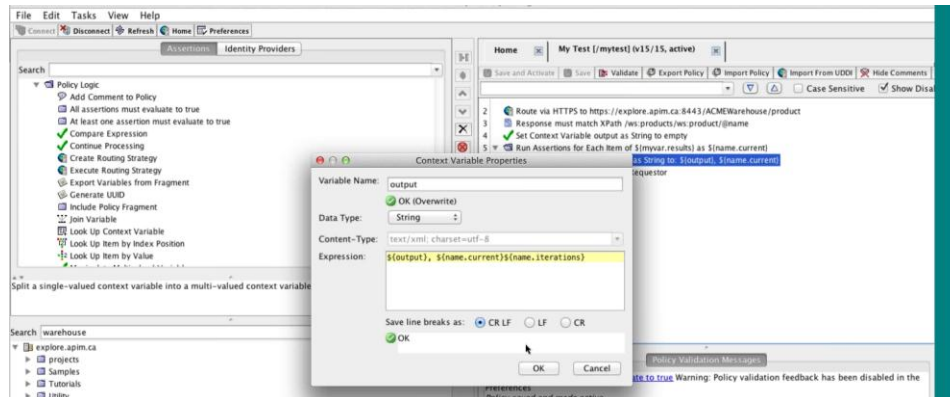 File Edit Tasks View Help
Connect Disconnect Refresh Home Preferences
Assertions Identity Providers
Search
Policy Logic
Add Comment to Policy
All assertions must evaluate to true
At least one assertion must evaluate to true
Compare Expression
Continue Processing
Create Routing Strategy
Execute Routing Strategy
Export Variables from Fragment
Generate UUID
Include Policy Fragment
Join Variable
Look Up Context Variable
Look Up Item by Index Position
Look Up Item by Value
Split a single-valued context variable into a multi-valued context variable
Search warehouse
explore.apim.ca
projects
Samples
Tutorials
Utility
Home My Test [/mytest] (v15/15, active)
Save and Activate Save Validate Export Policy Import Policy Import From UDDI Hide Comments
Case Sensitive Show Disa
2 Route via HTTPS to https://explore.apim.ca:8443/ACMEWarehouse/product
3 Response must match XPath /ws:products/ws:product/@name
4 Set Context Variable output as String to empty
5 Run Assertions for Each Item of ${myvar.results} as ${name.current}
as String to: ${output}, ${name.current}
equestor
Context Variable Properties
Variable Name: output
OK (Overwrite)
Data Type: String
Content-Type: text/xml; charset=utf-8
Expression: ${output}, ${name.current}${name.iterations}
Save line breaks as: CR LF LF CR
OK
OK Cancel
Policy Validation Messages
ate to true Warning: Policy validation feedback has been disabled in the
Preferences